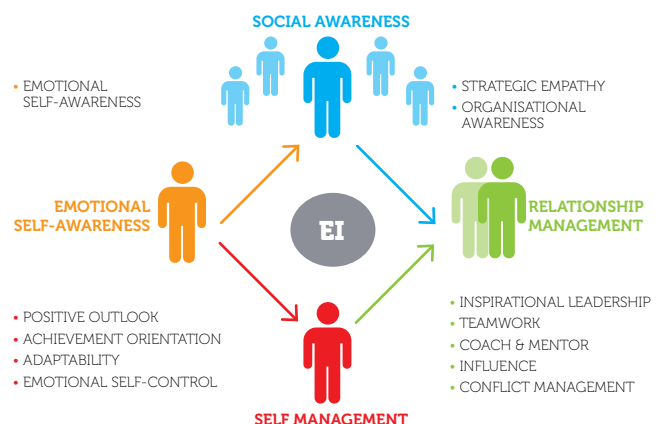 SOCIAL AWARENESS
• EMOTIONAL
SELF-AWARENESS
• STRATEGIC EMPATHY
• ORGANISATIONAL
AWARENESS
EMOTIONAL
SELF-AWARENESS
EI
RELATIONSHIP
MANAGEMENT
• POSITIVE OUTLOOK
• ACHIEVEMENT ORIENTATION
• ADAPTABILITY
• EMOTIONAL SELF-CONTROL
• INSPIRATIONAL LEADERSHIP
• TEAMWORK
• COACH & MENTOR
• INFLUENCE
• CONFLICT MANAGEMENT
SELF MANAGEMENT